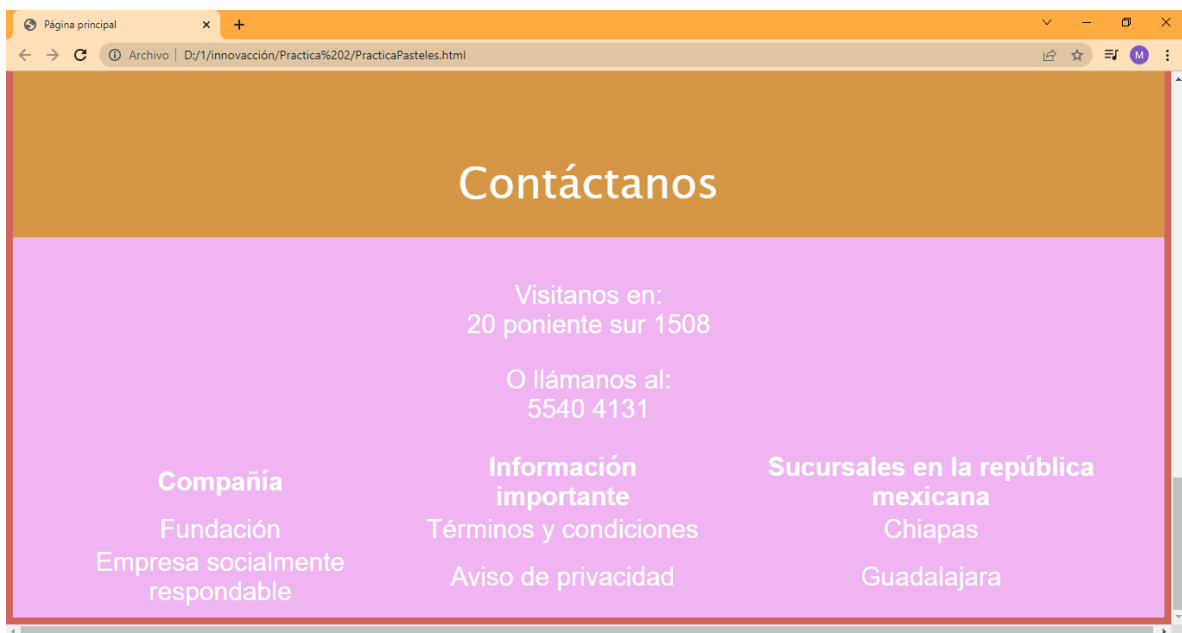 Página principal
Archivo | D:/1/innovacción/Practica%202/PracticaPasteles.html
M
Contáctanos
Visitanos en:
20 poniente sur 1508
O llámanos al:
5540 4131
Compañía
Información
importante
Sucursales en la república
mexicana
Fundación
Términos y condiciones
Chiapas
Empresa socialmente
respondable
Aviso de privacidad
Guadalajara